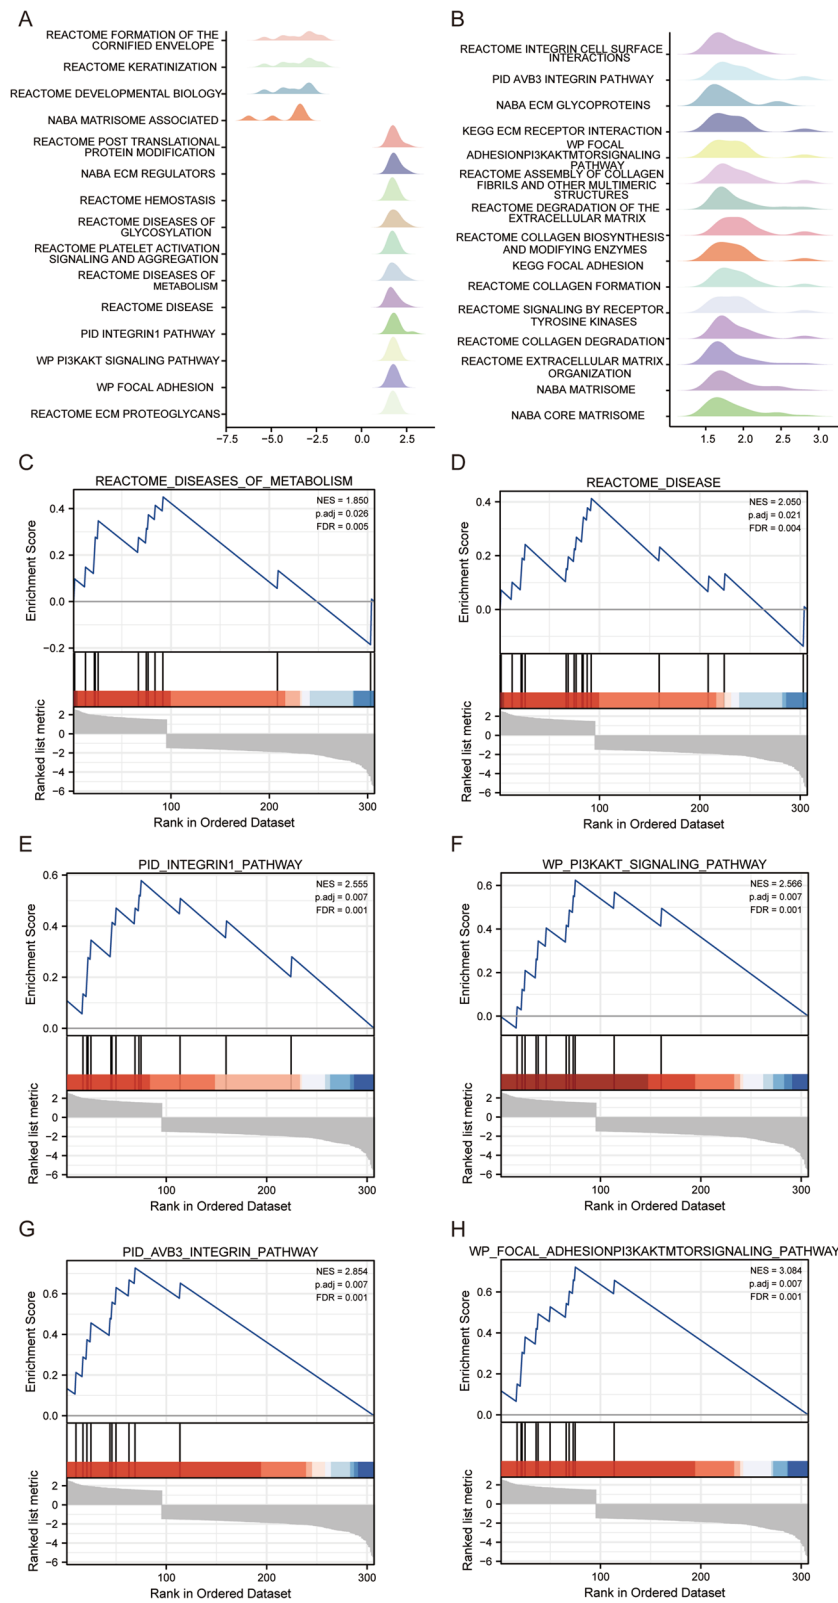 A
REACTOME FORMATION OF THE
CORNIFIED ENVELOPE
REACTOME KERATINIZATION
REACTOME DEVELOPMENTAL BIOLOGY
NABA MATRISOME ASSOCIATED
REACTOME POST TRANSLATIONAL
PROTEIN MODIFICATION
NABA ECM REGULATORS
REACTOME HEMOSTASIS
REACTOME DISEASES OF
GLYCOSYLATION
REACTOME PLATELET ACTIVATION
SIGNALING AND AGGREGATION
REACTOME DISEASES OF
METABOLISM
REACTOME DISEASE
PID INTEGRIN1 PATHWAY
WP PI3KAKT SIGNALING PATHWAY
WP FOCAL ADHESION
REACTOME ECM PROTEOGLYCANS
−7.5 −5.0 −2.5 0.0 2.5
B
REACTOME INTEGRIN CELL SURFACE
INTERACTIONS
PID AVB3 INTEGRIN PATHWAY
NABA ECM GLYCOPROTEINS
KEGG ECM RECEPTOR INTERACTION
WP FOCAL
ADHESIONPI3KAKTMTORSIGNALING
PATHWAY
REACTOME ASSEMBLY OF COLLAGEN
FIBRILS AND OTHER MULTIMERIC
STRUCTURES
REACTOME DEGRADATION OF THE
EXTRACELLULAR MATRIX
REACTOME COLLAGEN BIOSYNTHESIS
AND MODIFYING ENZYMES
KEGG FOCAL ADHESION
REACTOME COLLAGEN FORMATION
REACTOME SIGNALING BY RECEPTOR
TYROSINE KINASES
REACTOME COLLAGEN DEGRADATION
REACTOME EXTRACELLULAR MATRIX
ORGANIZATION
NABA MATRISOME
NABA CORE MATRISOME
1.5 2.0 2.5 3.0
C
REACTOME_DISEASES_OF_METABOLISM
NES = 1.850
p.adj = 0.026
FDR = 0.005
Enrichment Score
0.4
0.2
0.0
−0.2
Ranked list metric
2
0
−2
−4
−6
100 200 300
Rank in Ordered Dataset
D
REACTOME_DISEASE
NES = 2.050
p.adj = 0.021
FDR = 0.004
Enrichment Score
0.4
0.2
0.0
Ranked list metric
2
0
−2
−4
−6
100 200 300
Rank in Ordered Dataset
E
PID_INTEGRIN1_PATHWAY
NES = 2.555
p.adj = 0.007
FDR = 0.001
Enrichment Score
0.6
0.4
0.2
0.0
Ranked list metric
2
0
−2
−4
−6
100 200 300
Rank in Ordered Dataset
F
WP_PI3KAKT_SIGNALING_PATHWAY
NES = 2.566
p.adj = 0.007
FDR = 0.001
Enrichment Score
0.6
0.4
0.2
0.0
Ranked list metric
2
0
−2
−4
−6
100 200 300
Rank in Ordered Dataset
G
PID_AVB3_INTEGRIN_PATHWAY
NES = 2.854
p.adj = 0.007
FDR = 0.001
Enrichment Score
0.6
0.4
0.2
0.0
Ranked list metric
2
0
−2
−4
−6
100 200 300
Rank in Ordered Dataset
H
WP_FOCAL_ADHESIONPI3KAKTMTORSIGNALING_PATHWAY
NES = 3.084
p.adj = 0.007
FDR = 0.001
Enrichment Score
0.6
0.4
0.2
0.0
Ranked list metric
2
0
−2
−4
−6
100 200 300
Rank in Ordered Dataset